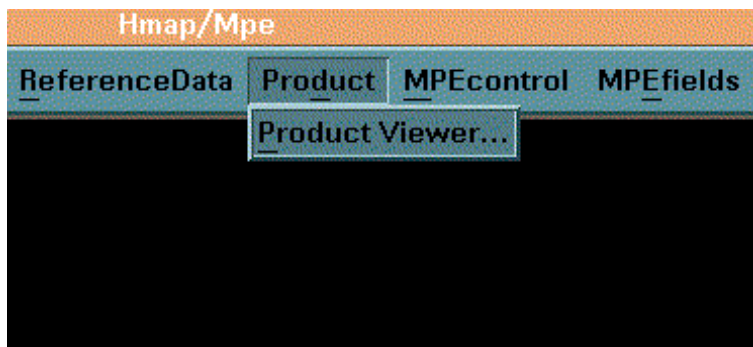 Hmap/Mpe
ReferenceData Product MPEcontrol MPEfields
Product Viewer...